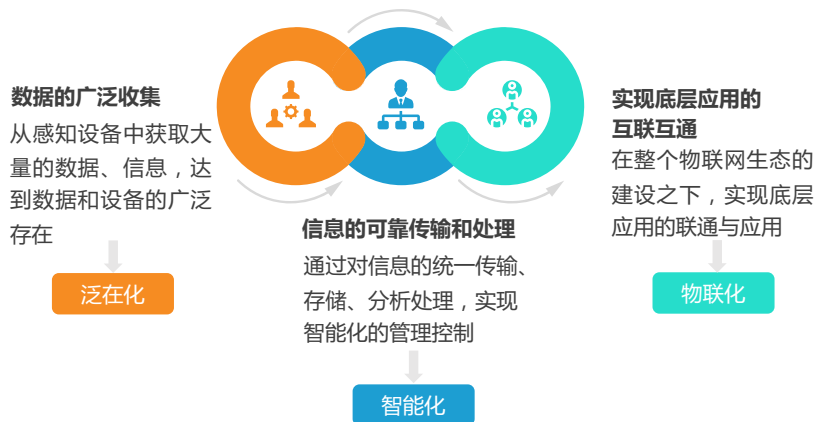 数据的广泛收集
从感知设备中获取大
量的数据、信息，达
到数据和设备的广泛
存在
泛在化
信息的可靠传输和处理
通过对信息的统一传输、
存储、分析处理，实现
智能化的管理控制
智能化
实现底层应用的
互联互通
在整个物联网生态的
建设之下，实现底层
应用的联通与应用
物联化